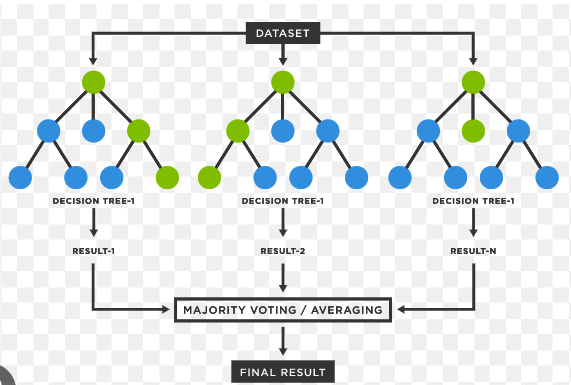 DATASET
DECISION TREE-1
DECISION TREE-1
DECISION TREE-1
RESULT-1
RESULT-2
RESULT-N
MAJORITY VOTING / AVERAGING
FINAL RESULT